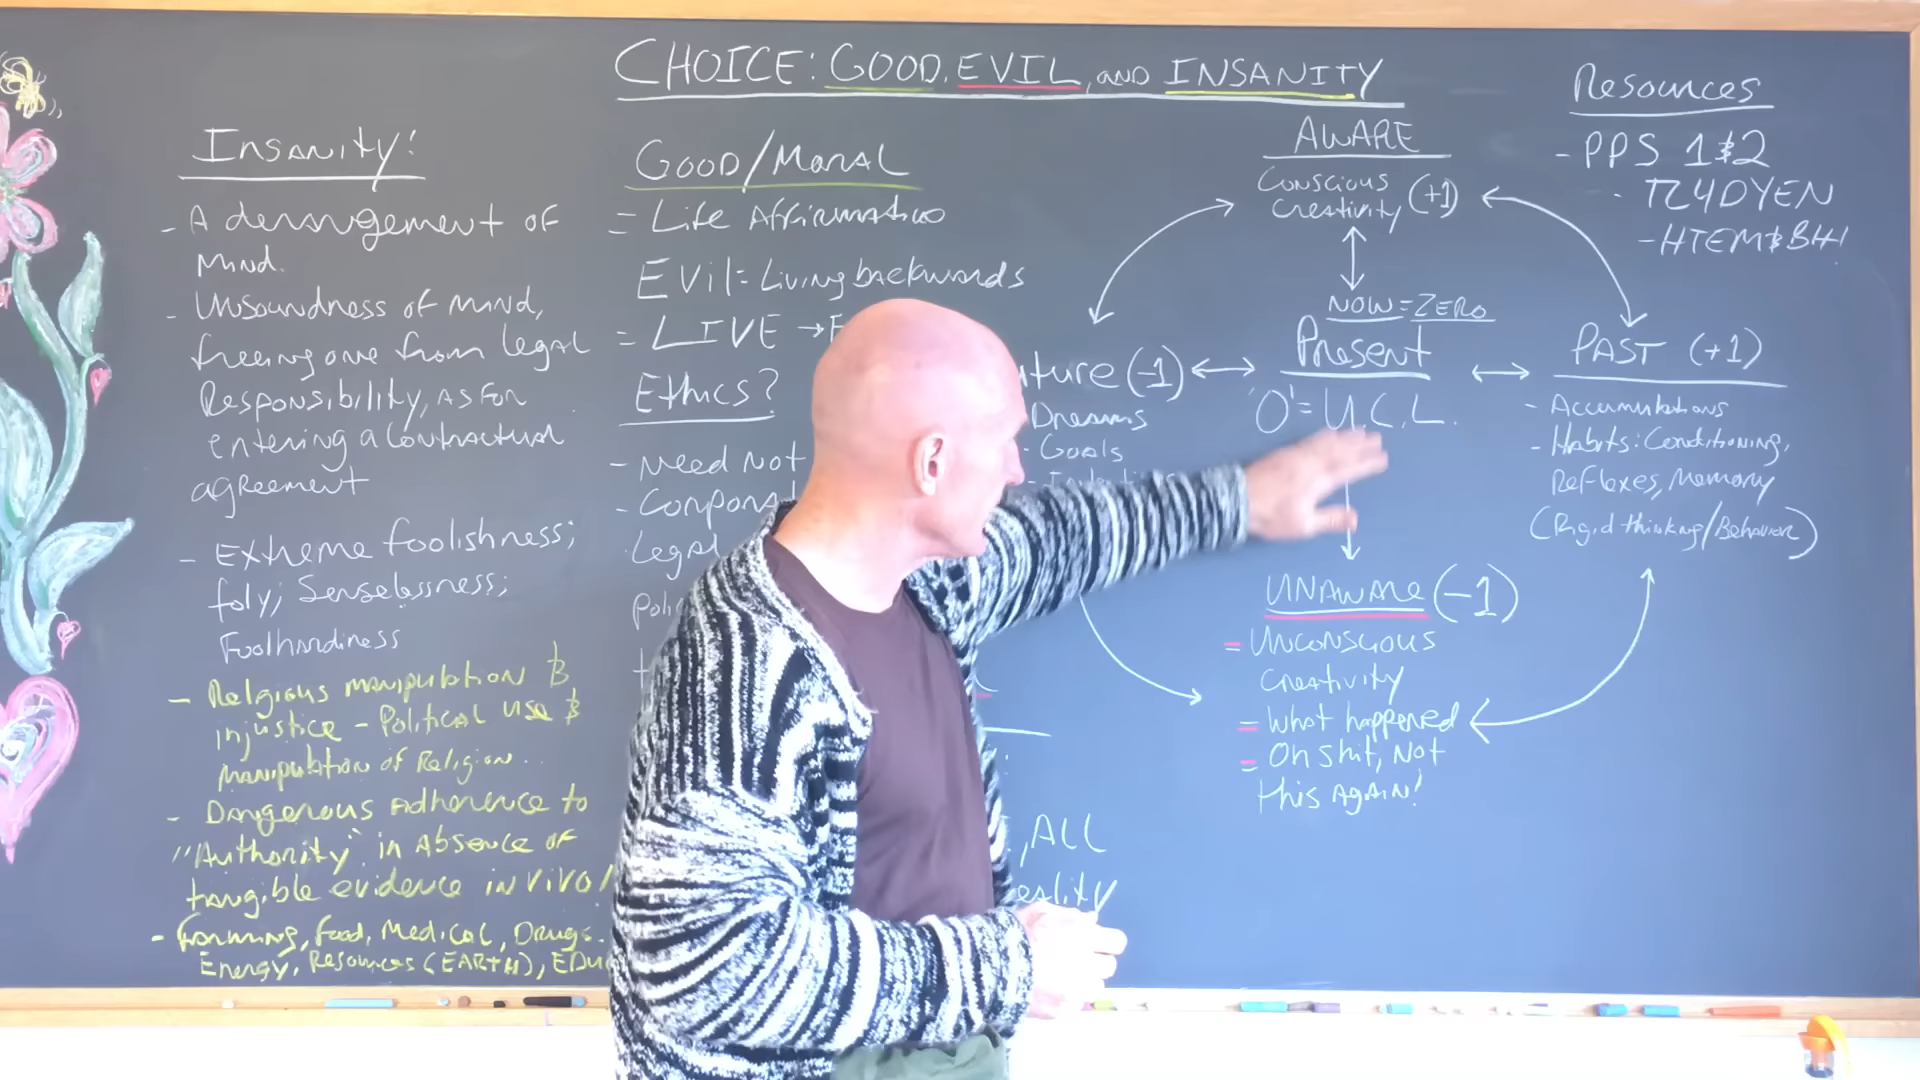 CHOICE: GOOD, EVIL, AND INSANITY
Insanity:
- A derangement of
Mind.
- Unsoundness of mind,
freeing one from legal
Responsibility, as for
entering a contractual
agreement
- Extreme foolishness;
foly; Senselessness;
Foolhardiness
- Religious manipulation &
injustice - Political use &
manipulation of Religion..
- Dangerous Adherence to
"Authority" in Absence of
tangible evidence in vivo!
- Farming, food, Medical, Drugs.
Energy, Resources (EARTH),
Good/Moral
= Life Affirmative
Evil = Living backwards
= LIVE →
Ethics?
- Need Not
-
Legal
, ALL
AWARE
Conscious
Creativity (+1)
NOW = ZERO
Present
'0' = U.C.L.
(-1)
Dreams
- Goals
UNAWARE (-1)
= Unconscious
Creativity
= What happened
= Oh shit, Not
this AGAIN!
PAST (+1)
- Accumulations
- Habits: Conditioning,
Reflexes, Memory
(Rigid thinking/Behavior)
Resources
- PPS 1&2
- TL4DYEN
- HTEM&BH!